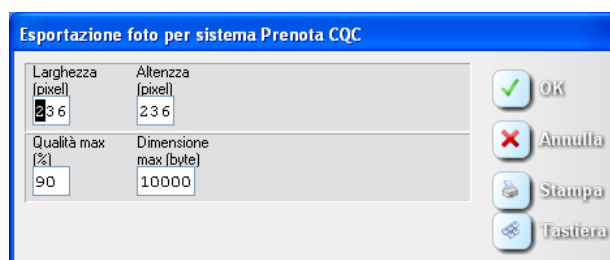 Esportazione foto per sistema Prenota CQC
Larghezza (pixel)
Altenzza (pixel)
236
236
Qualità max (%)
Dimensione max (byte)
90
10000
OK
Annulla
Stampa
Tastiera